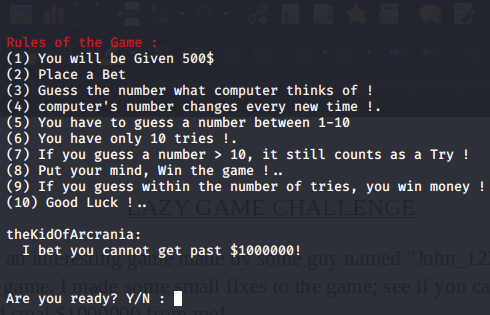 Rules of the Game :
(1) You will be Given 500$
(2) Place a Bet
(3) Guess the number what computer thinks of !
(4) computer's number changes every new time !.
(5) You have to guess a number between 1-10
(6) You have only 10 tries !.
(7) If you guess a number > 10, it still counts as a Try !
(8) Put your mind, Win the game !..
(9) If you guess within the number of tries, you win money !
(10) Good Luck !..
LAZY GAME CHALLENGE
theKidOfArcrania:
I bet you cannot get past $1000000!
an interesting game made by some guy named "John_12
game. I made some small fixes to the game; see if you ca
Are you ready? Y/N :
steal $1000000 from me!